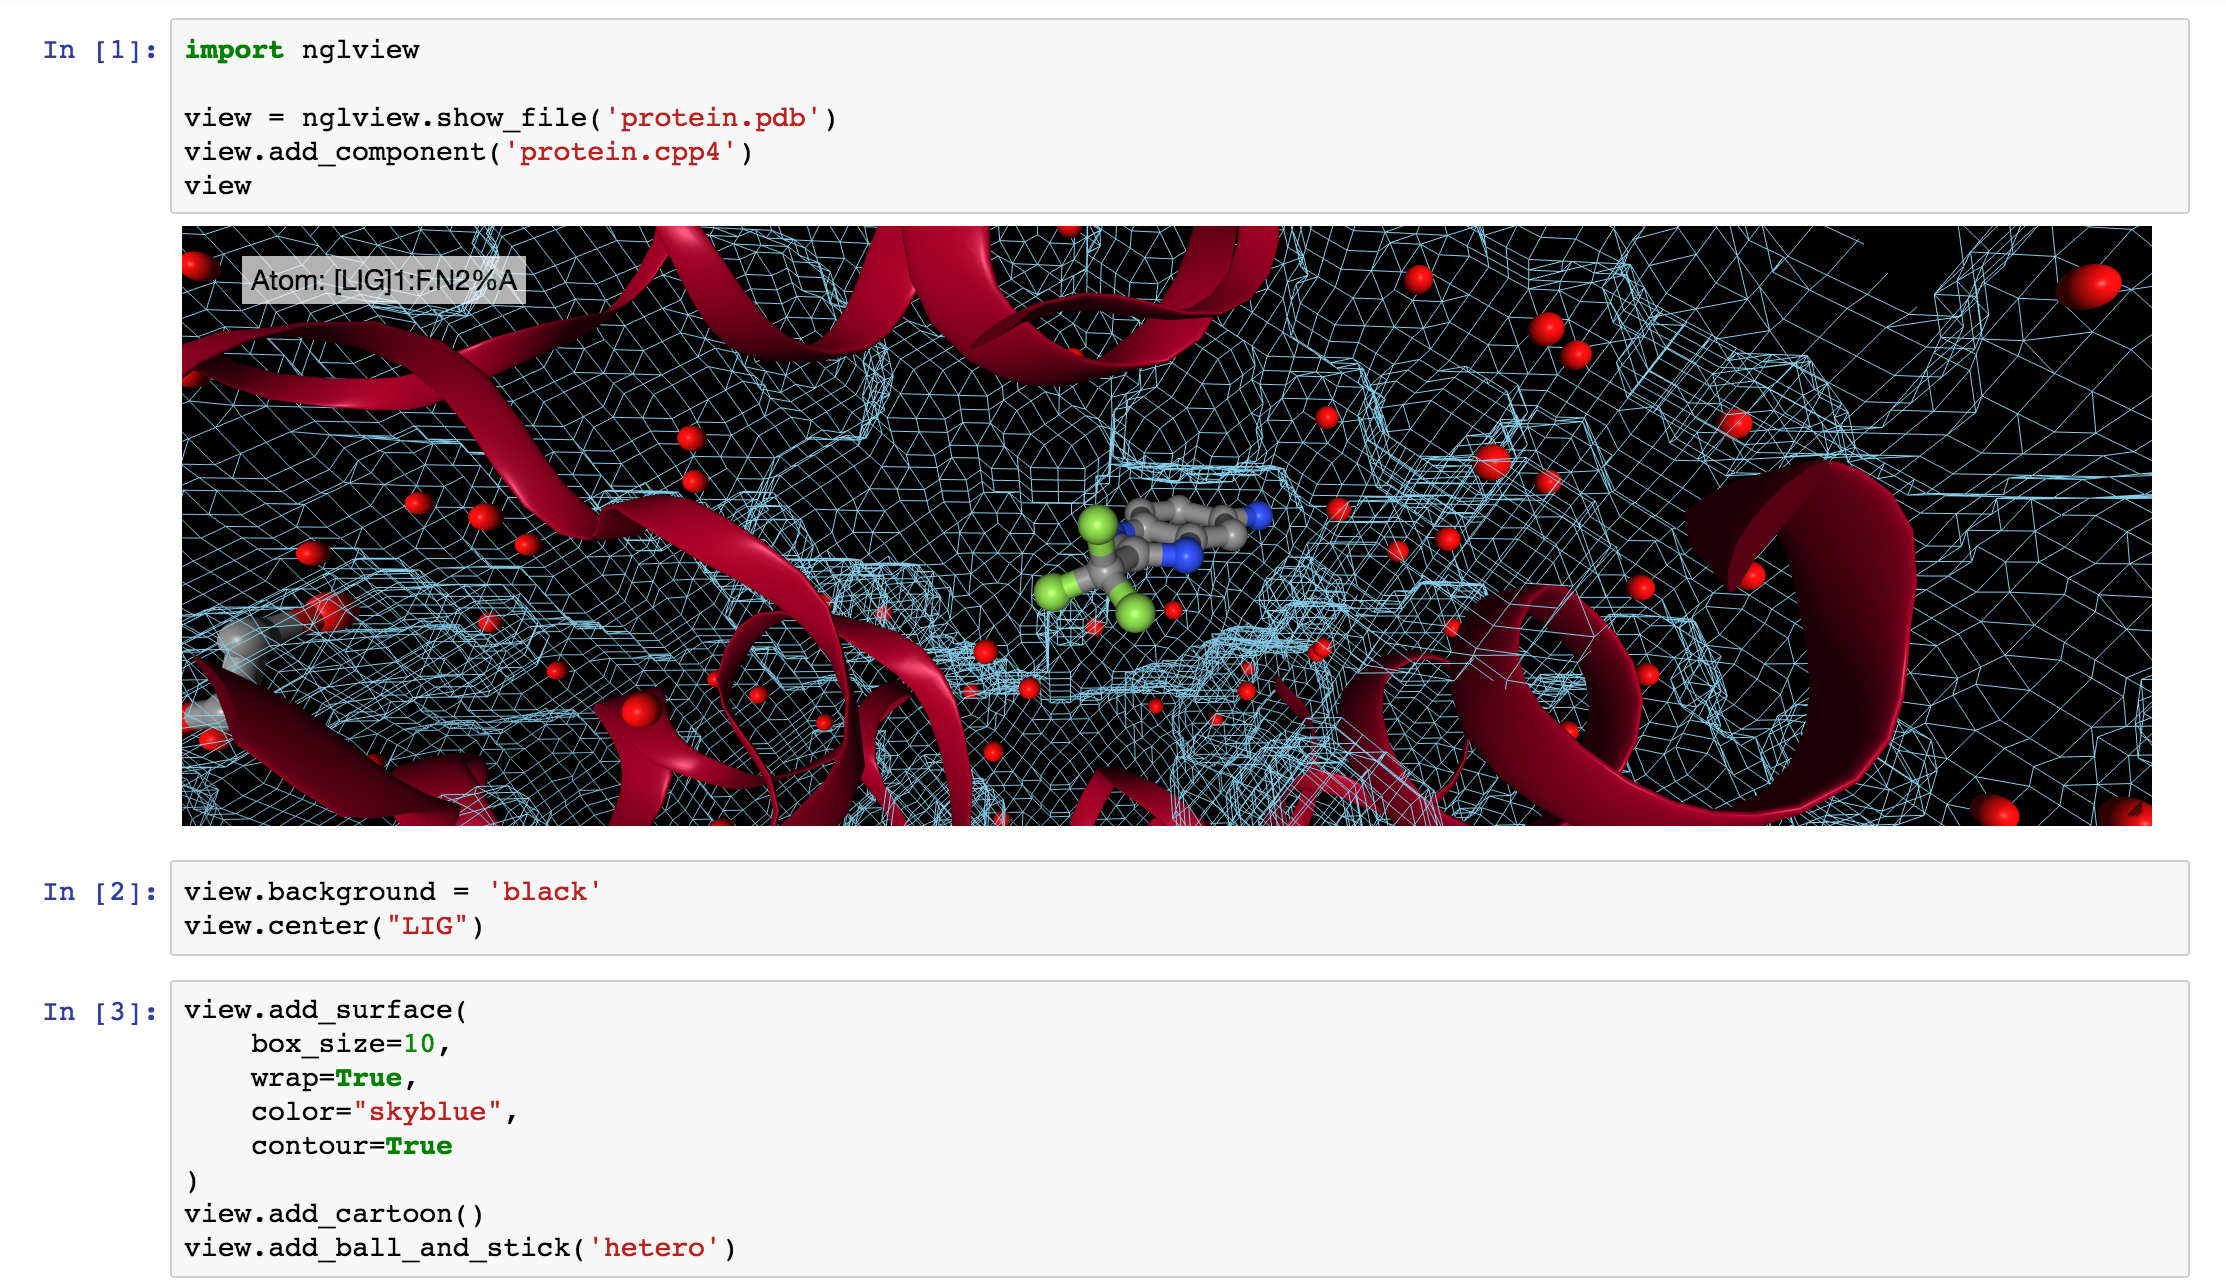 In [1]:
import nglview
view = nglview.show_file('protein.pdb')
view.add_component('protein.cpp4')
view
Atom: [LIG]1:F.N2%A
In [2]:
view.background = 'black'
view.center("LIG")
In [3]:
view.add_surface(
    box_size=10,
    wrap=True,
    color="skyblue",
    contour=True
)
view.add_cartoon()
view.add_ball_and_stick('hetero')